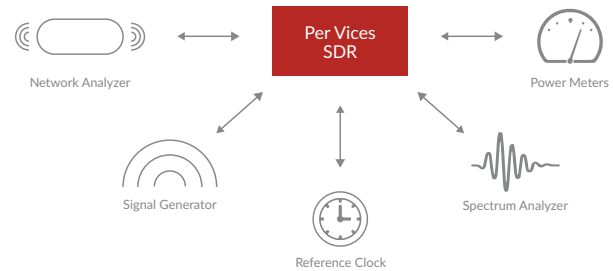 Per Vices
SDR
Network Analyzer
Power Meters
Signal Generator
Spectrum Analyzer
Reference Clock